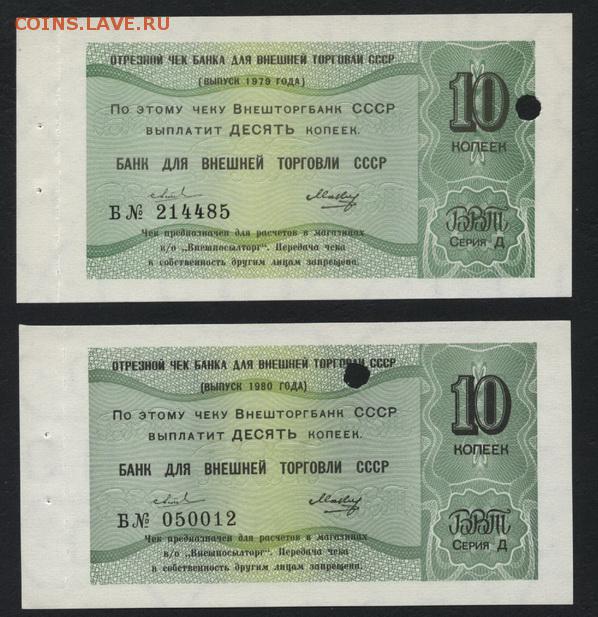 COINS.LAVE.RU
ОТРЕЗНОЙ ЧЕК БАНКА ДЛЯ ВНЕШНЕЙ ТОРГОВЛИ СССР
(ВЫПУСК 1979 ГОДА)
По этому чеку Внешторгбанк СССР
выплатит ДЕСЯТЬ копеек.
БАНК ДЛЯ ВНЕШНЕЙ ТОРГОВЛИ СССР
Б № 214485
Чек предназначен для расчетов в магазинах
в/о „Внешпосылторг". Передача чека
в собственность другим лицам запрещена.
10
КОПЕЕК
ВВТ
Серия Д
ОТРЕЗНОЙ ЧЕК БАНКА ДЛЯ ВНЕШНЕЙ ТОРГОВЛИ СССР
(ВЫПУСК 1980 ГОДА)
По этому чеку Внешторгбанк СССР
выплатит ДЕСЯТЬ копеек.
БАНК ДЛЯ ВНЕШНЕЙ ТОРГОВЛИ СССР
Б № 050012
Чек предназначен для расчетов в магазинах
в/о „Внешпосылторг". Передача чека
в собственность другим лицам запрещена.
10
КОПЕЕК
ВВТ
Серия Д